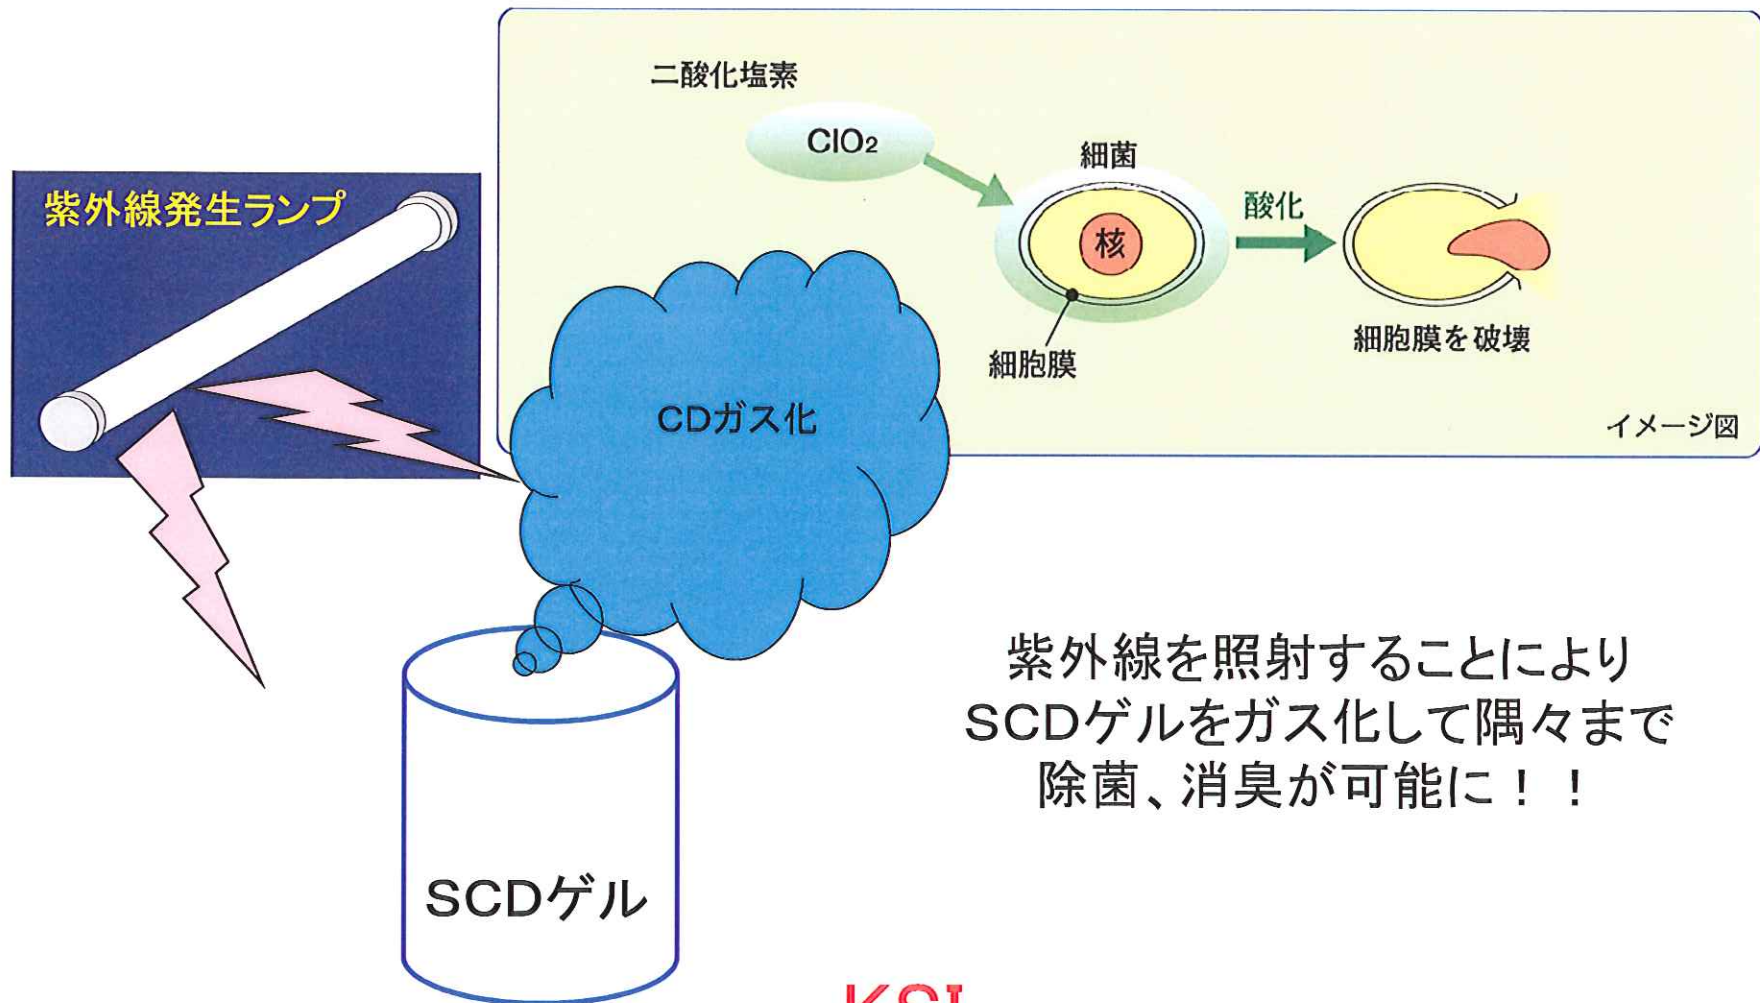 二酸化塩素
ClO2
細菌
核
酸化
細胞膜
細胞膜を破壊
イメージ図
紫外線発生ランプ
CDガス化
SCDゲル
紫外線を照射することにより
SCDゲルをガス化して隅々まで
除菌、消臭が可能に！！
KSI